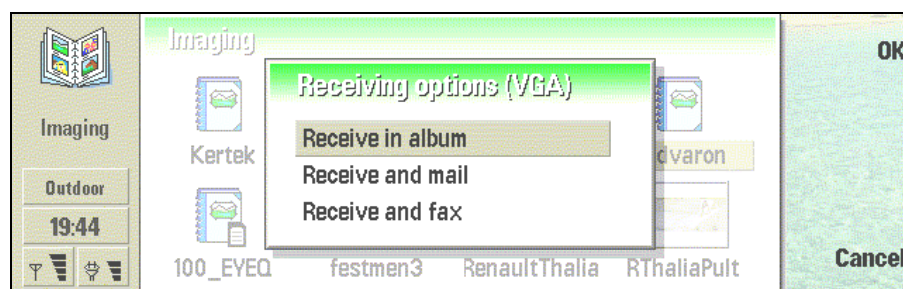 Imaging
Outdoor
19:44
Imaging
Receiving options (VGA)
Receive in album
Receive and mail
Receive and fax
Kertek
dvaron
100_EYEQ
festmen3
RenaultThalia
RThaliaPult
OK
Cancel